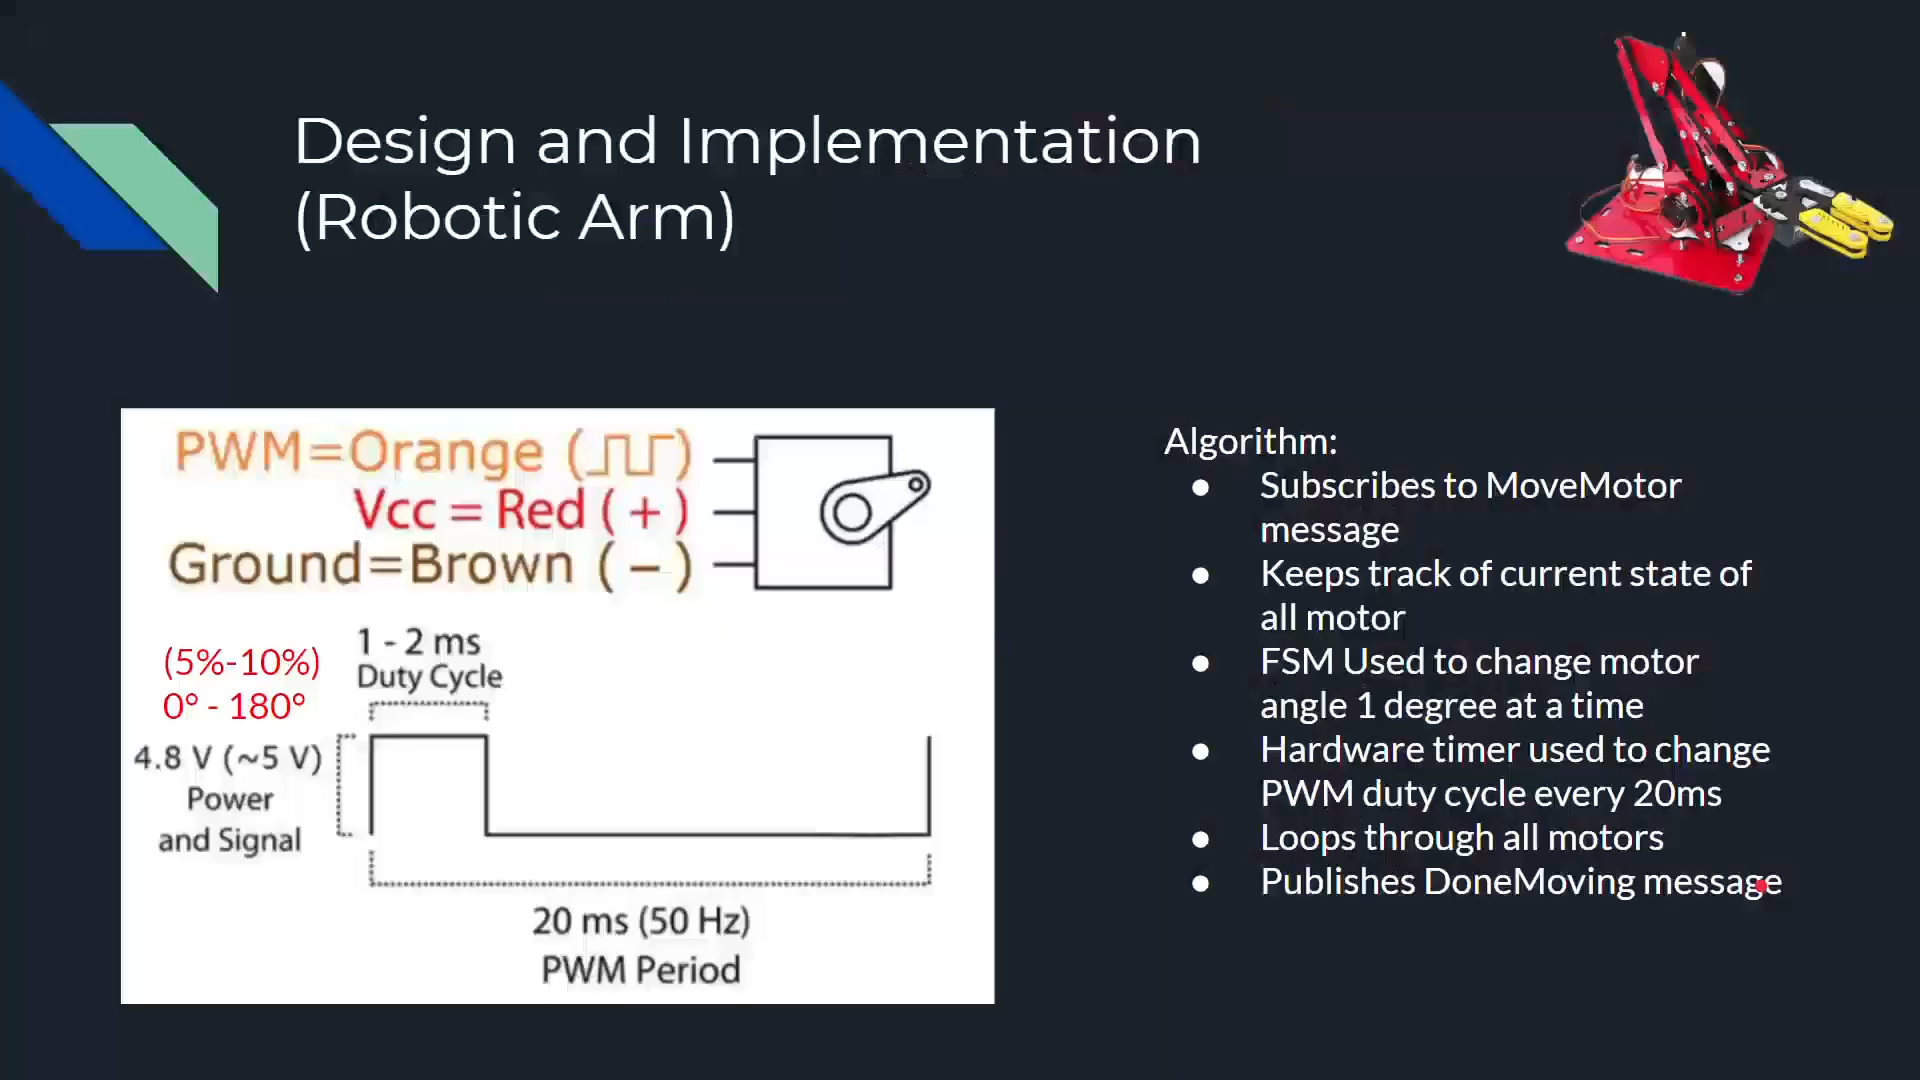 Design and Implementation
(Robotic Arm)
PWM=Orange (⎍⎍)
Vcc = Red ( + )
Ground=Brown ( − )
(5%-10%)
0° - 180°
1 - 2 ms
Duty Cycle
4.8 V (~5 V)
Power
and Signal
20 ms (50 Hz)
PWM Period
Algorithm:
● Subscribes to MoveMotor
message
● Keeps track of current state of
all motor
● FSM Used to change motor
angle 1 degree at a time
● Hardware timer used to change
PWM duty cycle every 20ms
● Loops through all motors
● Publishes DoneMoving message